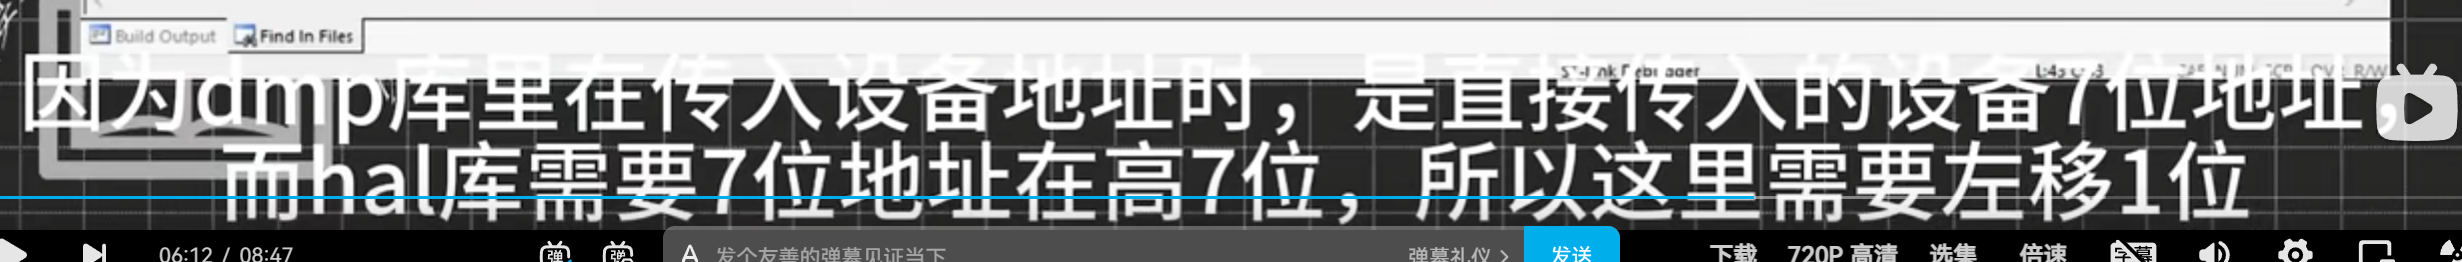 Build Output
Find In Files
因为dmp库里在传入设备地址时，是直接传入的设备7位地址，
而hal库需要7位地址在高7位，所以这里需要左移1位
06:12 / 08:47
弹
弹
A 发个友善的弹幕见证当下
弹幕礼仪 >
发送
下载
720P 高清
选集
倍速
字幕